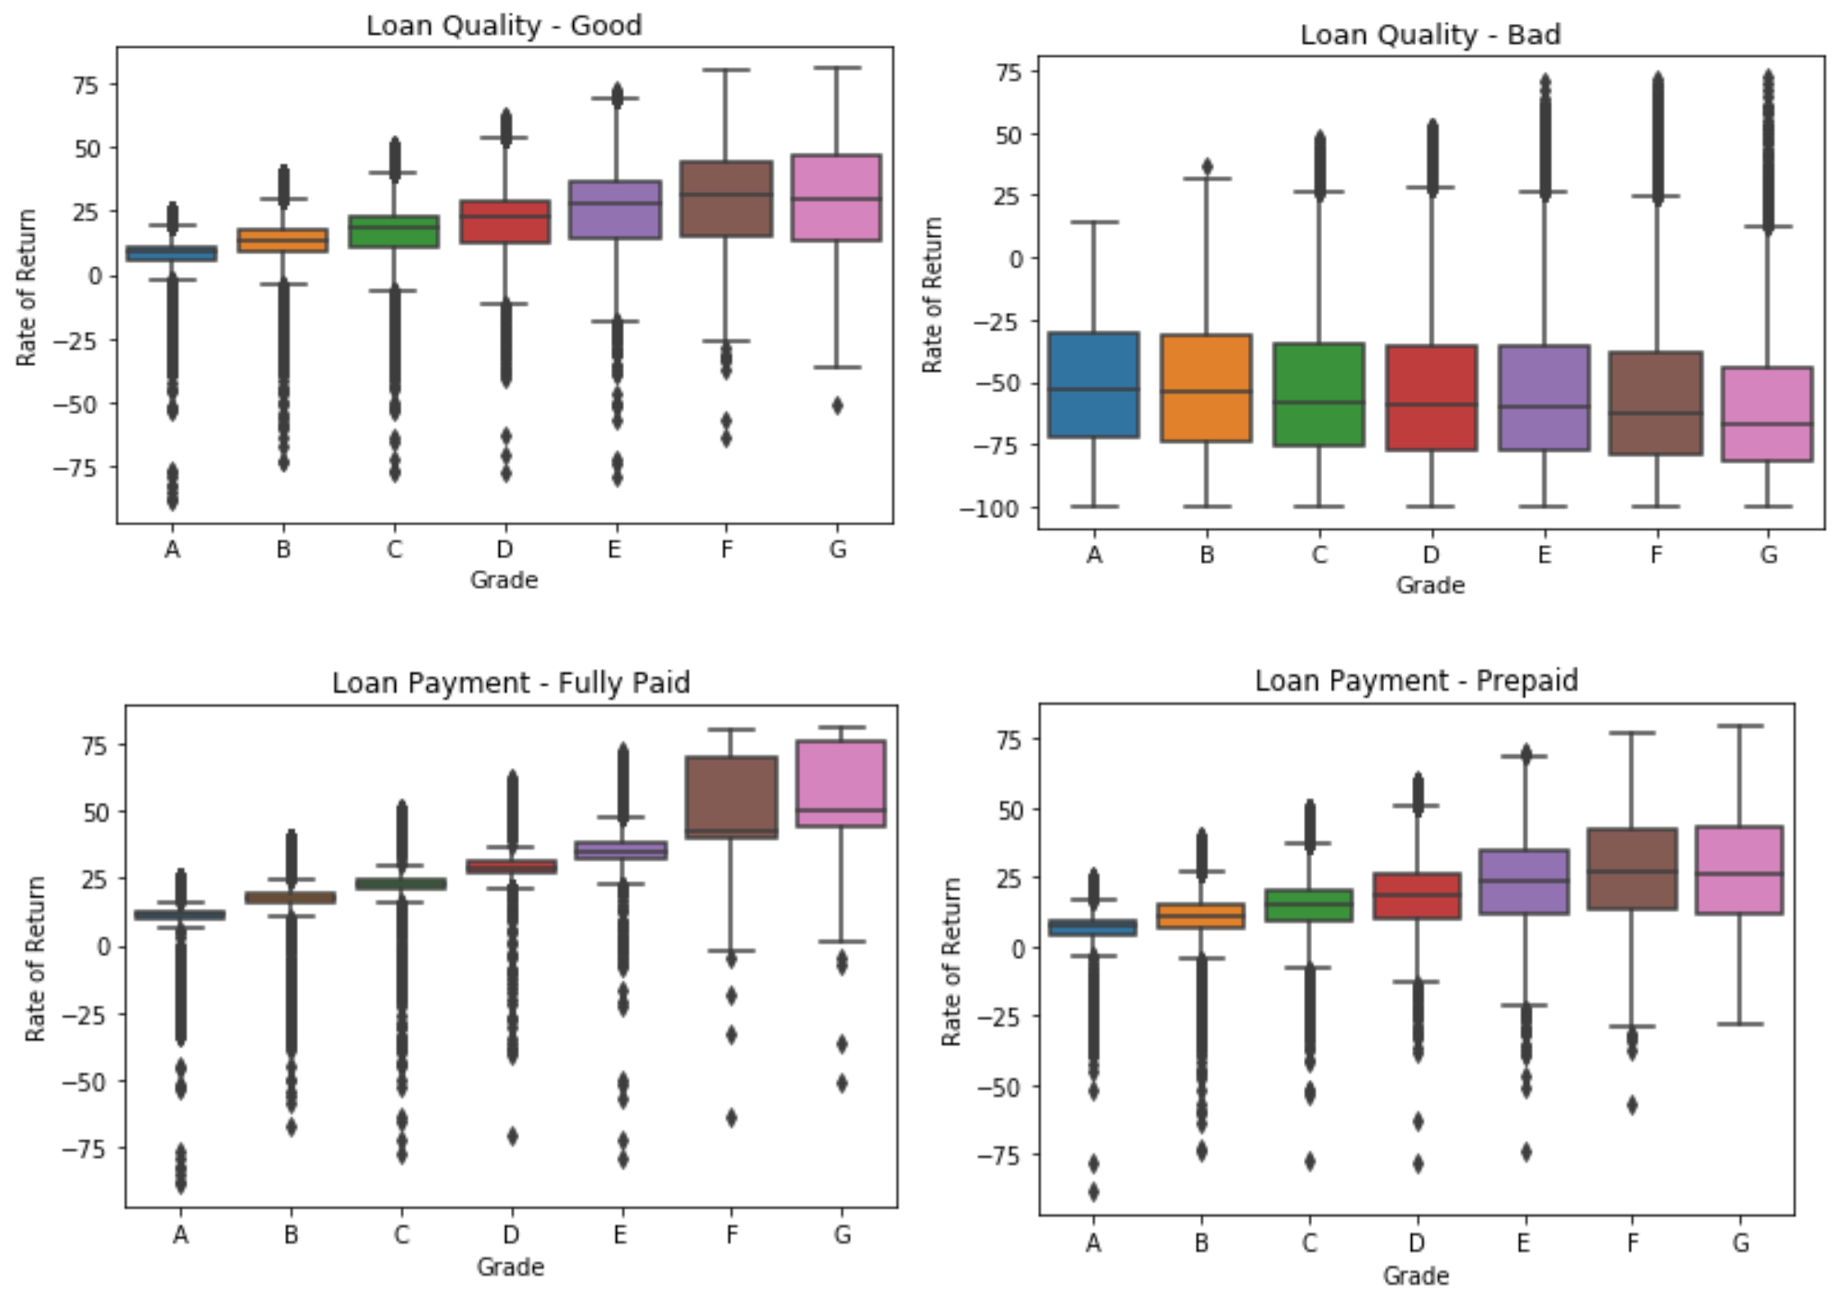 Loan Quality - Good
75
50
25
0
−25
−50
−75
Rate of Return
A B C D E F G
Grade
Loan Quality - Bad
75
50
25
0
−25
−50
−75
−100
Rate of Return
A B C D E F G
Grade
Loan Payment - Fully Paid
75
50
25
0
−25
−50
−75
Rate of Return
A B C D E F G
Grade
Loan Payment - Prepaid
75
50
25
0
−25
−50
−75
Rate of Return
A B C D E F G
Grade